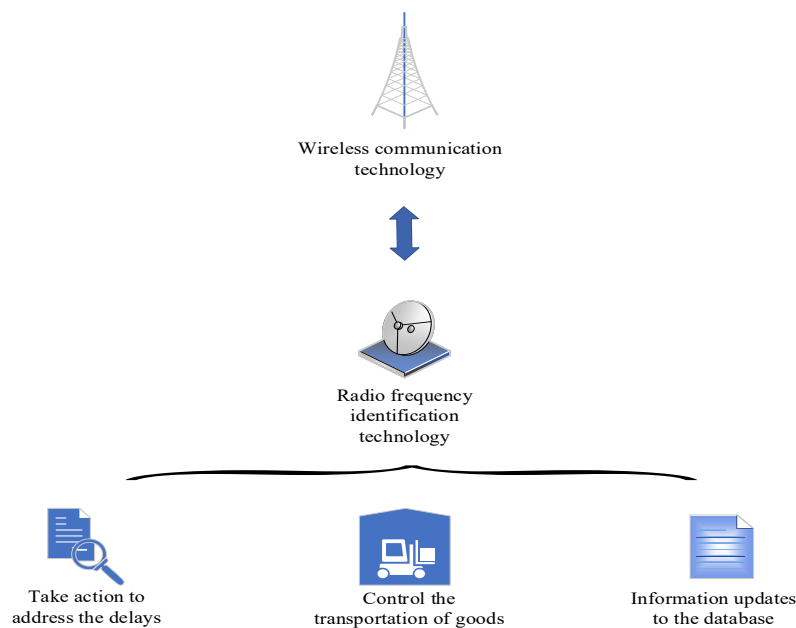 Wireless communication
technology
Radio frequency
identification
technology
Take action to
address the delays
Control the
transportation of goods
Information updates
to the database